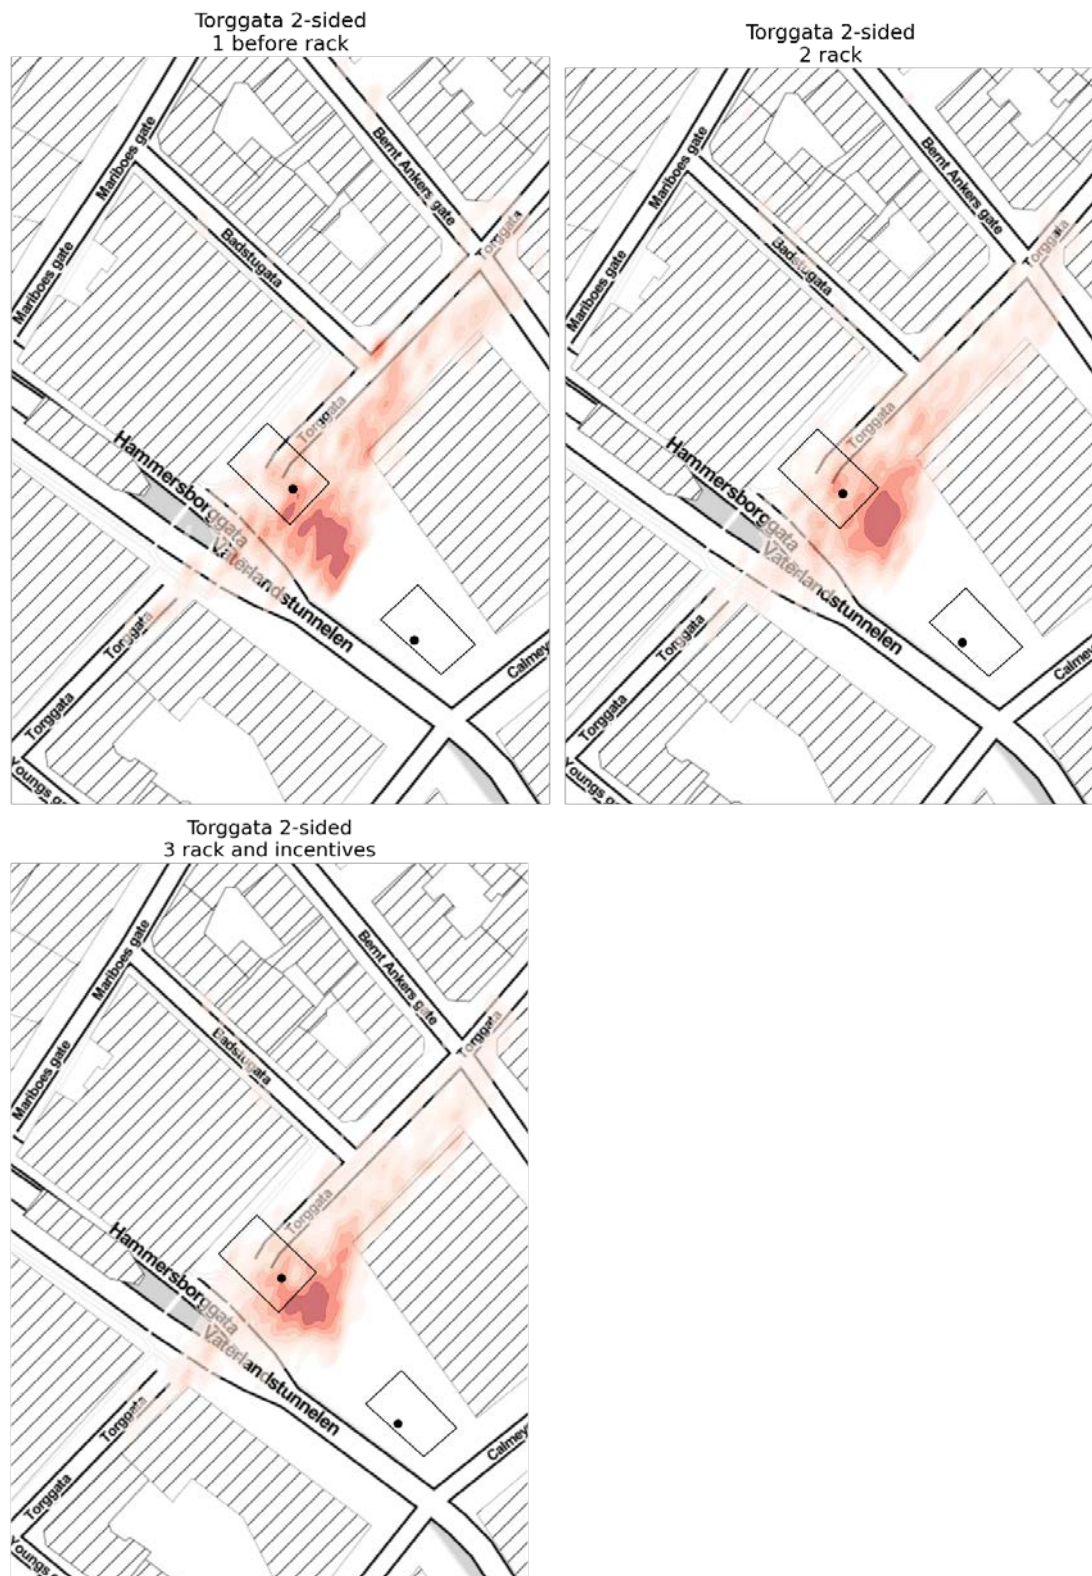 Torggata 2-sided
1 before rack
Mariboes gate
Bernt Ankers gate
Torggata
Mariboes gate
Badstugata
Torggata
Hammersborggata
Vaterlandstunnelen
Torggata
Calmey
Torggata
Youngs g
Torggata 2-sided
2 rack
Mariboes gate
Bernt Ankers gate
Torggata
Mariboes gate
Badstugata
Torggata
Hammersborggata
Vaterlandstunnelen
Torggata
Calmey
Torggata
Youngs g
Torggata 2-sided
3 rack and incentives
Mariboes gate
Bernt Ankers gate
Torggata
Mariboes gate
Badstugata
Torggata
Hammersborggata
Vaterlandstunnelen
Torggata
Calmey
Torggata
Youngs